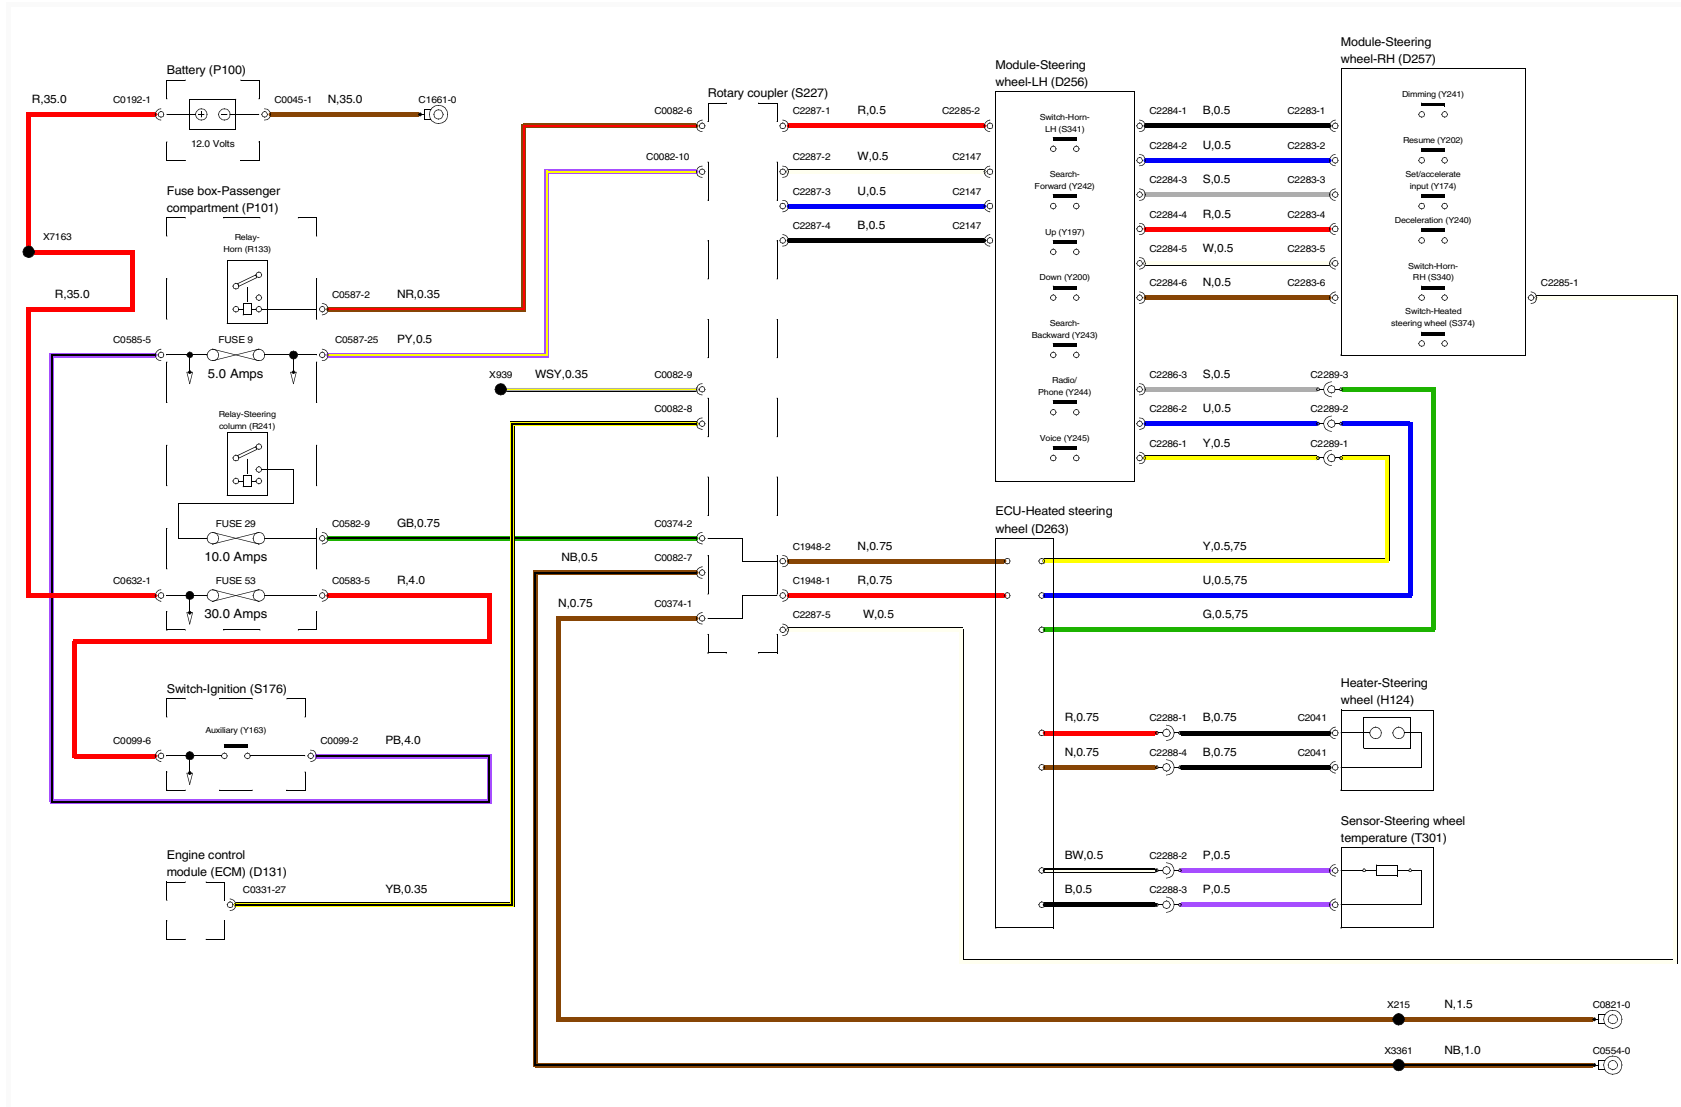 Module-Steering
wheel-RH (D257)
Module-Steering
wheel-LH (D256)
Battery (P100)
Rotary coupler (S227)
R,35.0
C0192-1
C0045-1
N,35.0
C1661-0
12.0 Volts
C0082-6
C2287-1
R,0.5
C2285-2
Switch-Horn-
LH (S341)
C2284-1
B,0.5
C2283-1
Dimming (Y241)
C0082-10
C2287-2
W,0.5
C2147
C2284-2
U,0.5
C2283-2
Resume (Y202)
Fuse box-Passenger
compartment (P101)
C2287-3
U,0.5
C2147
Search-
Forward (Y242)
C2284-3
S,0.5
C2283-3
Set/accelerate
input (Y174)
X7163
Relay-
Horn (R133)
C2287-4
B,0.5
C2147
Up (Y197)
C2284-4
R,0.5
C2283-4
Deceleration (Y240)
C2284-5
W,0.5
C2283-5
Switch-Horn-
RH (S340)
Down (Y200)
C2284-6
N,0.5
C2283-6
C2285-1
R,35.0
C0587-2
NR,0.35
Switch-Heated
steering wheel (S374)
Search-
Backward (Y243)
C0585-5
FUSE 9
C0587-25
PY,0.5
5.0 Amps
X939
WSY,0.35
C0082-9
Radio/
Phone (Y244)
C2286-3
S,0.5
C2289-3
Relay-Steering
column (R241)
C0082-8
C2286-2
U,0.5
C2289-2
Voice (Y245)
C2286-1
Y,0.5
C2289-1
ECU-Heated steering
wheel (D263)
FUSE 29
C0582-9
GB,0.75
C0374-2
10.0 Amps
NB,0.5
C0082-7
C1948-2
N,0.75
Y,0.5,75
C0632-1
FUSE 53
C0583-5
R,4.0
C1948-1
R,0.75
U,0.5,75
30.0 Amps
N,0.75
C0374-1
C2287-5
W,0.5
G,0.5,75
Switch-Ignition (S176)
Heater-Steering
wheel (H124)
Auxiliary (Y163)
C0099-6
C0099-2
PB,4.0
R,0.75
C2288-1
B,0.75
C2041
N,0.75
C2288-4
B,0.75
C2041
Sensor-Steering wheel
temperature (T301)
Engine control
module (ECM) (D131)
C0331-27
YB,0.35
BW,0.5
C2288-2
P,0.5
B,0.5
C2288-3
P,0.5
X215
N,1.5
C0821-0
X3361
NB,1.0
C0554-0